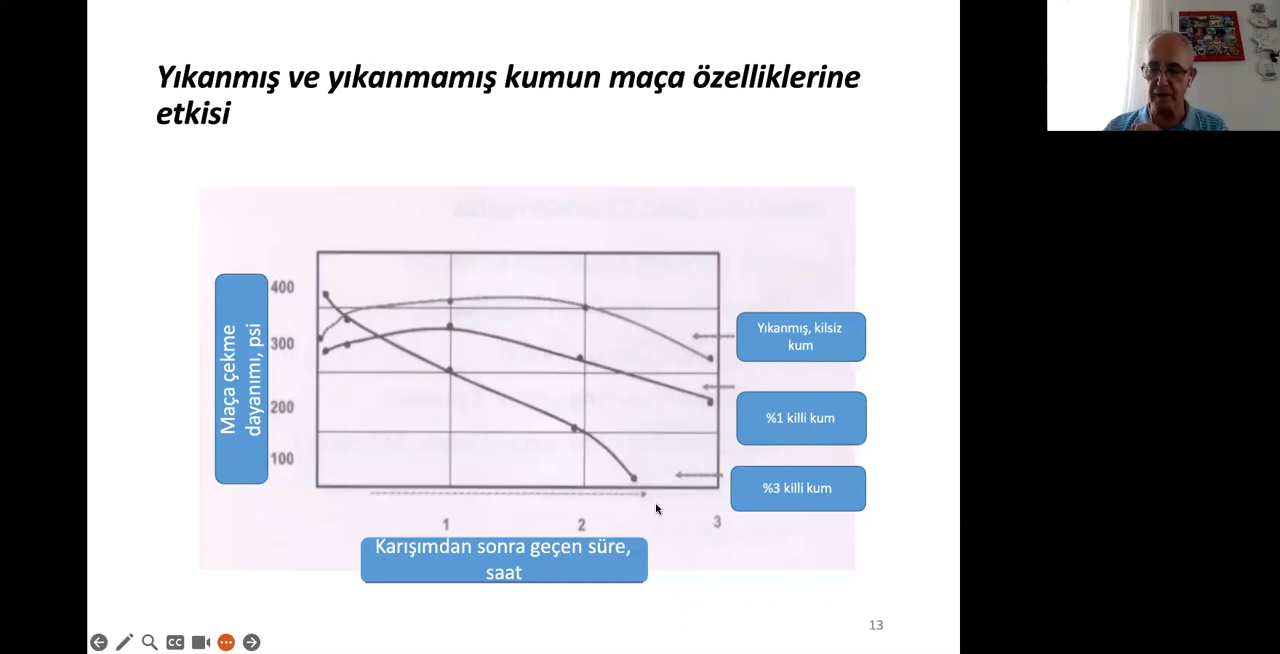 Yıkanmış ve yıkanmamış kumun maça özelliklerine
etkisi
Maça çekme
dayanımı, psi
400
300
200
100
Yıkanmış, kilsiz
kum
%1 killi kum
%3 killi kum
1
2
3
Karışımdan sonra geçen süre,
saat
13
CC